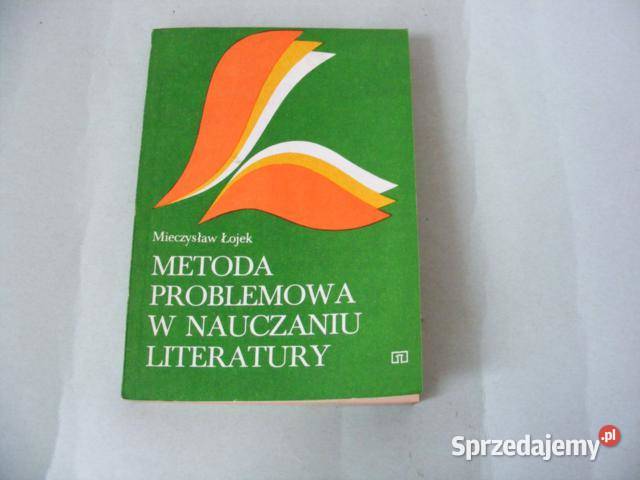 Mieczysław Łojek
METODA
PROBLEMOWA
W NAUCZANIU
LITERATURY
Sprzedajemy.pl